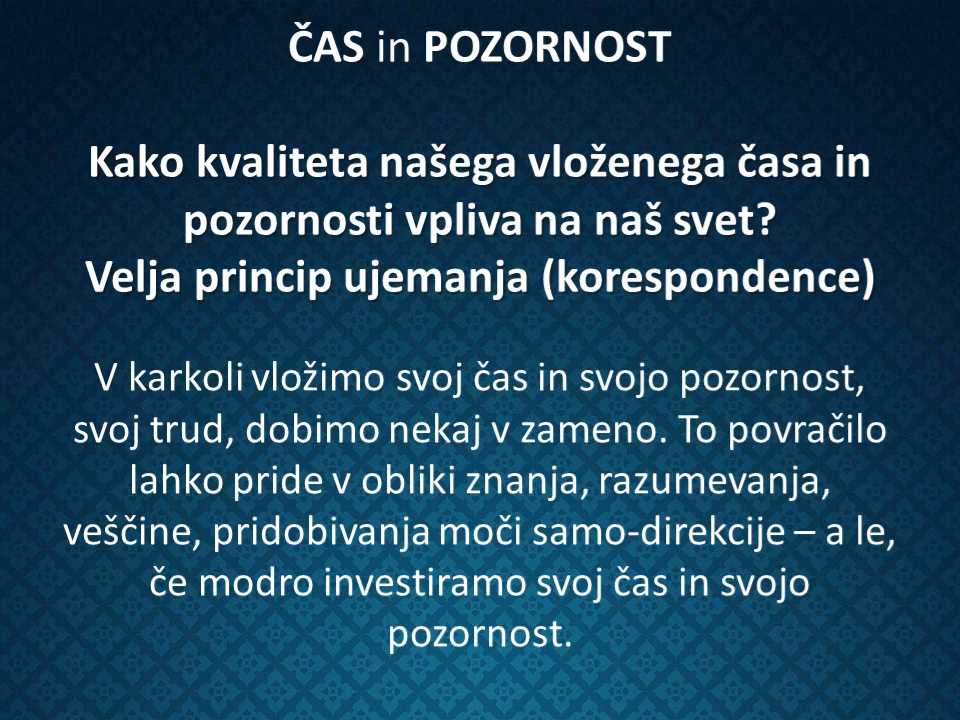 ČAS in POZORNOST
Kako kvaliteta našega vloženega časa in
pozornosti vpliva na naš svet?
Velja princip ujemanja (korespondence)
V karkoli vložimo svoj čas in svojo pozornost,
svoj trud, dobimo nekaj v zameno. To povračilo
lahko pride v obliki znanja, razumevanja,
veščine, pridobivanja moči samo-direkcije – a le,
če modro investiramo svoj čas in svojo
pozornost.